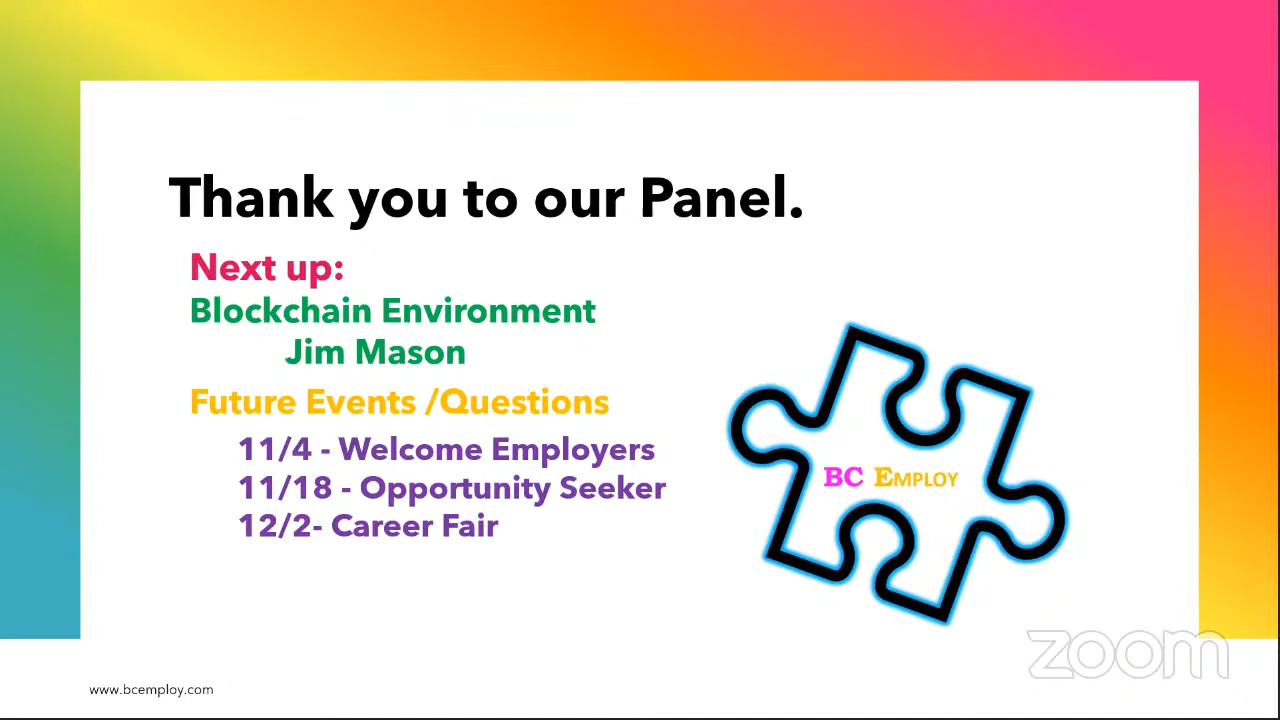 Thank you to our Panel.
Next up:
Blockchain Environment
Jim Mason
Future Events /Questions
11/4 - Welcome Employers
11/18 - Opportunity Seeker
12/2- Career Fair
BC EMPLOY
zoom
www.bcemploy.com